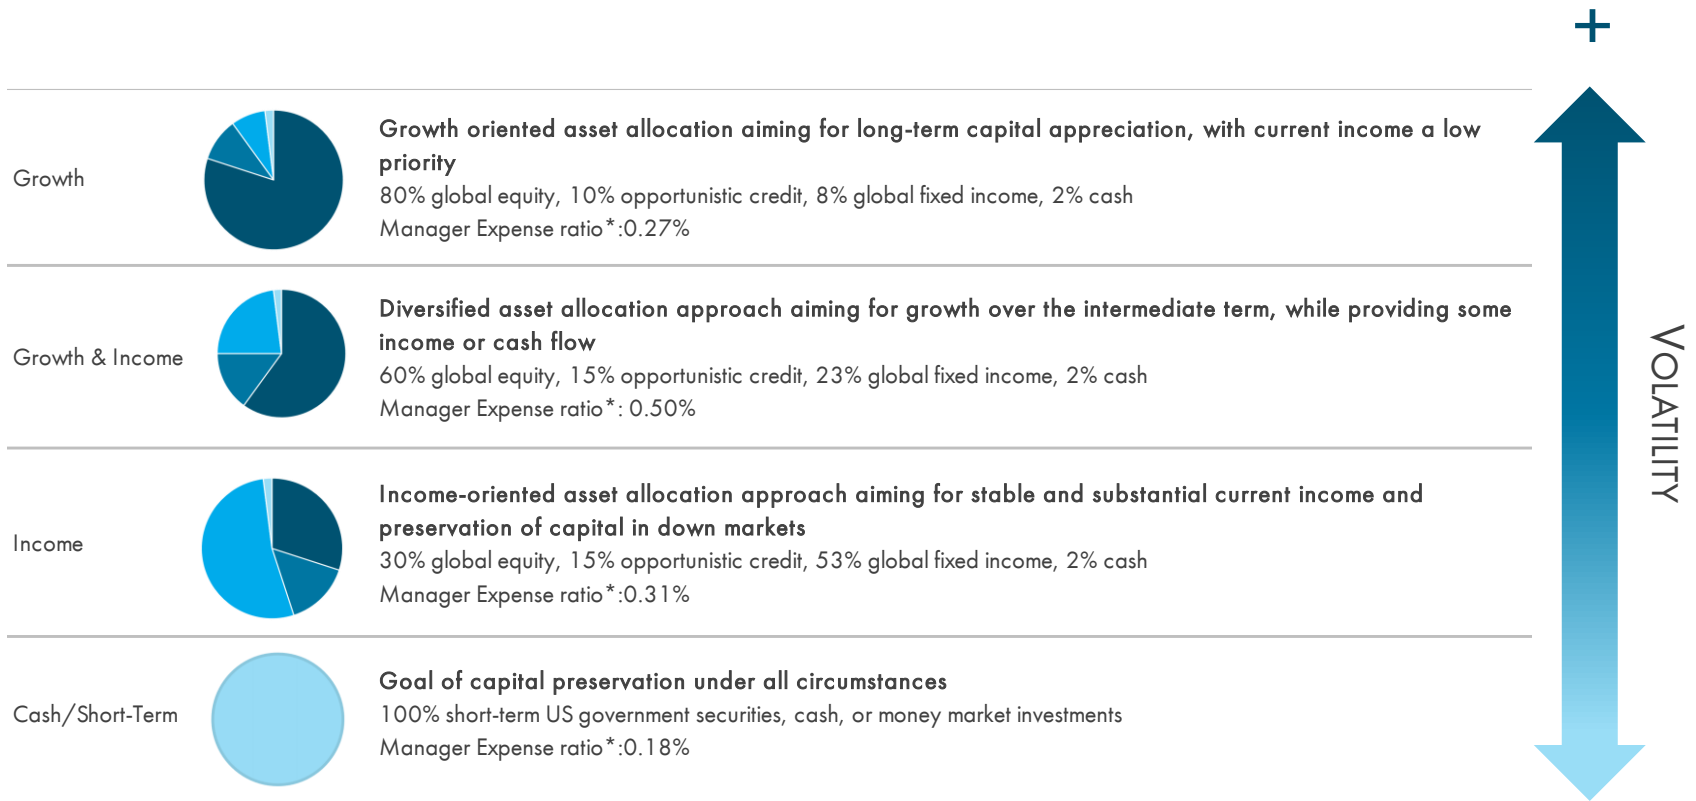 +
Growth
Growth oriented asset allocation aiming for long-term capital appreciation, with current income a low
priority
80% global equity, 10% opportunistic credit, 8% global fixed income, 2% cash
Manager Expense ratio*:0.27%
Growth & Income
Diversified asset allocation approach aiming for growth over the intermediate term, while providing some
income or cash flow
60% global equity, 15% opportunistic credit, 23% global fixed income, 2% cash
Manager Expense ratio*: 0.50%
Income
Income-oriented asset allocation approach aiming for stable and substantial current income and
preservation of capital in down markets
30% global equity, 15% opportunistic credit, 53% global fixed income, 2% cash
Manager Expense ratio*:0.31%
Cash/Short-Term
Goal of capital preservation under all circumstances
100% short-term US government securities, cash, or money market investments
Manager Expense ratio*:0.18%
VOLATILITY